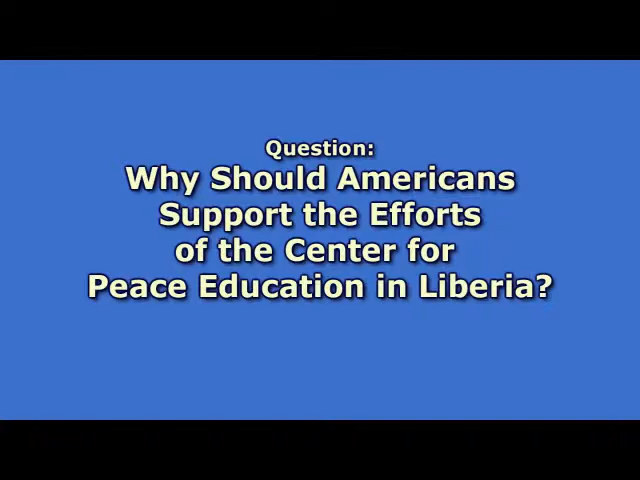 Question:
Why Should Americans
Support the Efforts
of the Center for
Peace Education in Liberia?